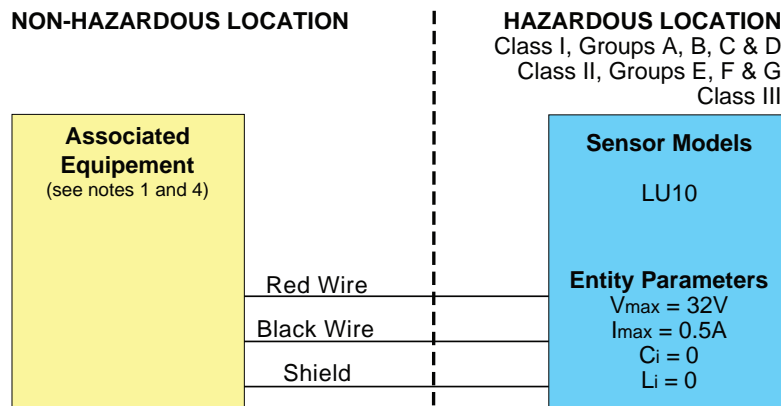 NON-HAZARDOUS LOCATION
HAZARDOUS LOCATION
Class I, Groups A, B, C & D
Class II, Groups E, F & G
Class III
Associated
Equipement
(see notes 1 and 4)
Sensor Models
LU10
Red Wire
Black Wire
Shield
Entity Parameters
Vmax = 32V
Imax = 0.5A
Ci = 0
Li = 0